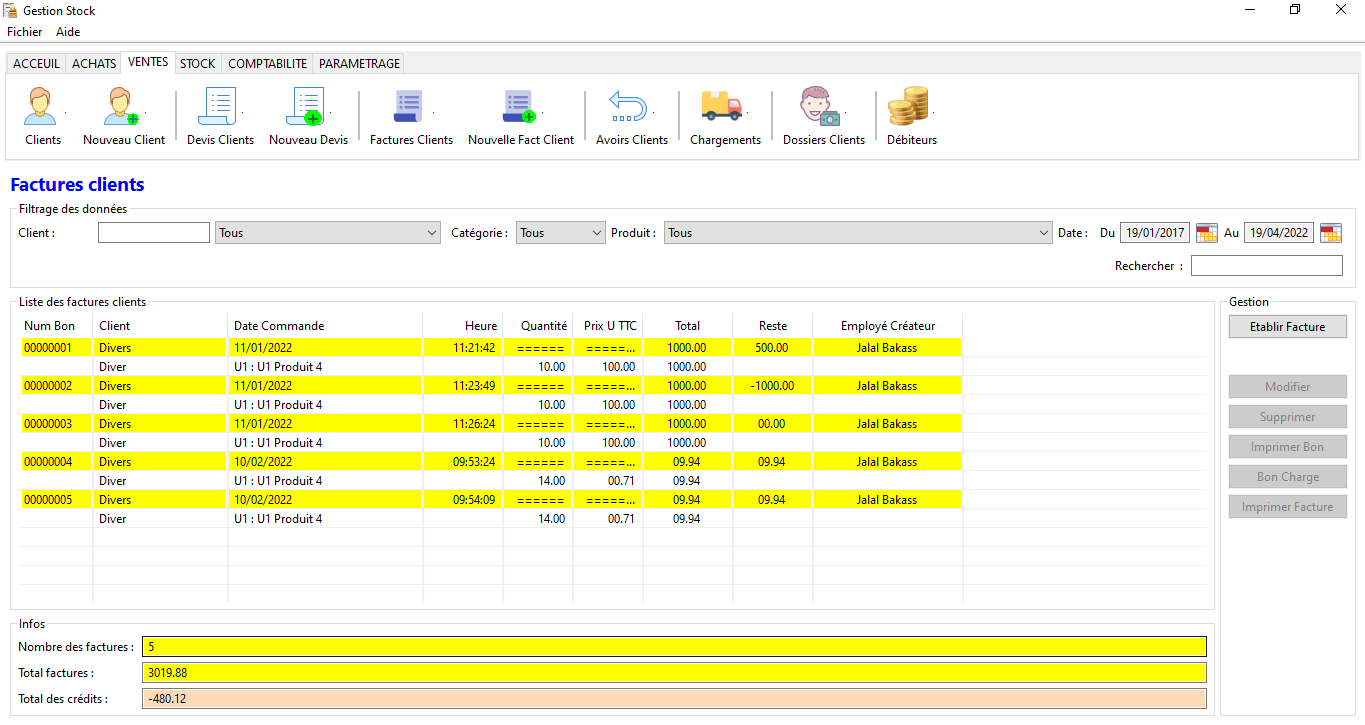 Gestion Stock
Fichier Aide
ACCEUIL ACHATS VENTES STOCK COMPTABILITE PARAMETRAGE
Clients Nouveau Client Devis Clients Nouveau Devis Factures Clients Nouvelle Fact Client Avoirs Clients Chargements Dossiers Clients Débiteurs
Factures clients
Filtrage des données
Client : Tous Catégorie : Tous Produit : Tous Date : Du 19/01/2017 Au 19/04/2022
Rechercher :
Liste des factures clients Gestion
Num Bon Client Date Commande Heure Quantité Prix U TTC Total Reste Employé Créateur Etablir Facture
00000001 Divers 11/01/2022 11:21:42 ====== =====... 1000.00 500.00 Jalal Bakass
Diver U1 : U1 Produit 4 10.00 100.00 1000.00
00000002 Divers 11/01/2022 11:23:49 ====== =====... 1000.00 -1000.00 Jalal Bakass Modifier
Diver U1 : U1 Produit 4 10.00 100.00 1000.00
00000003 Divers 11/01/2022 11:26:24 ====== =====... 1000.00 00.00 Jalal Bakass Supprimer
Diver U1 : U1 Produit 4 10.00 100.00 1000.00 Imprimer Bon
00000004 Divers 10/02/2022 09:53:24 ====== =====... 09.94 09.94 Jalal Bakass
Diver U1 : U1 Produit 4 14.00 00.71 09.94 Bon Charge
00000005 Divers 10/02/2022 09:54:09 ====== =====... 09.94 09.94 Jalal Bakass Imprimer Facture
Diver U1 : U1 Produit 4 14.00 00.71 09.94
Infos
Nombre des factures : 5
Total factures : 3019.88
Total des crédits : -480.12